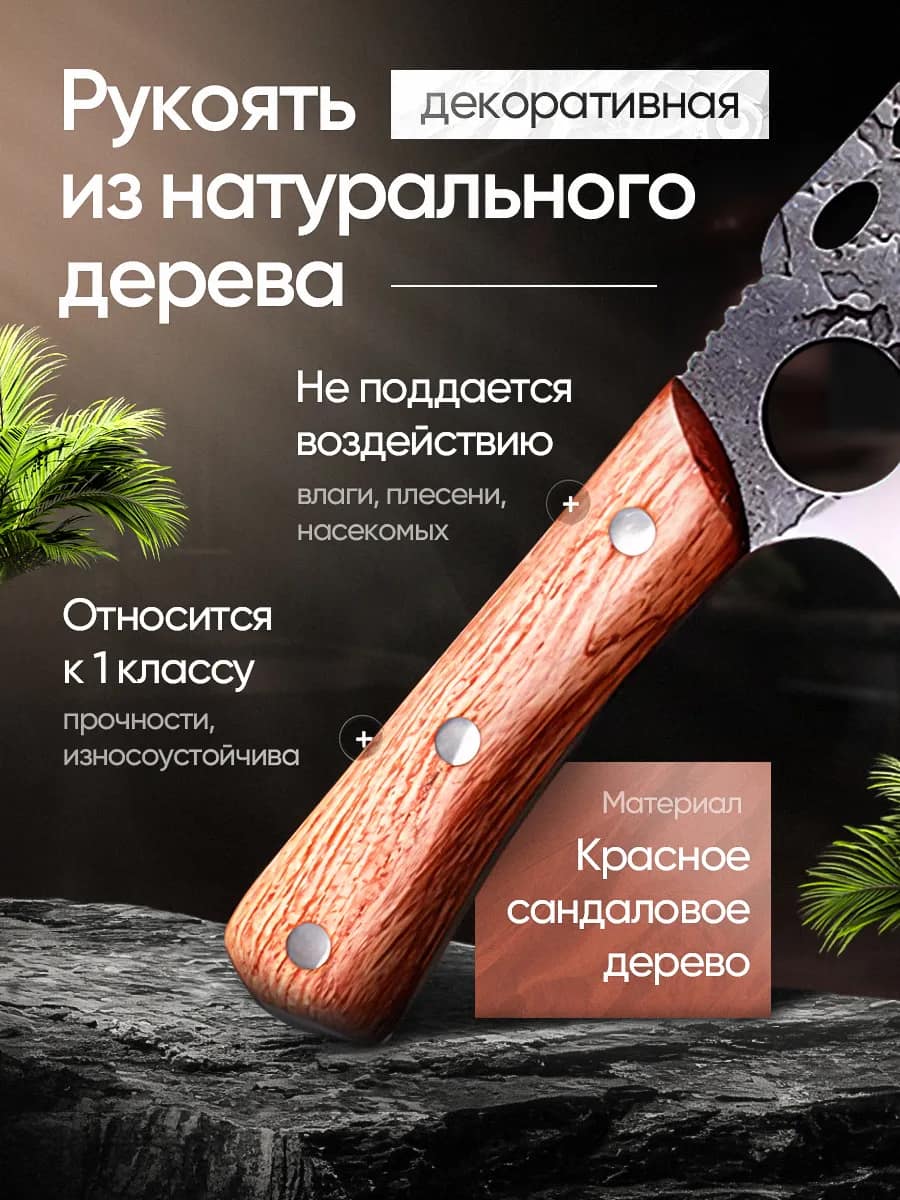 Рукоять декоративная
из натурального
дерева
Не поддается
воздействию
влаги, плесени,
насекомых
Относится
к 1 классу
прочности,
износоустойчива
Материал
Красное
сандаловое
дерево